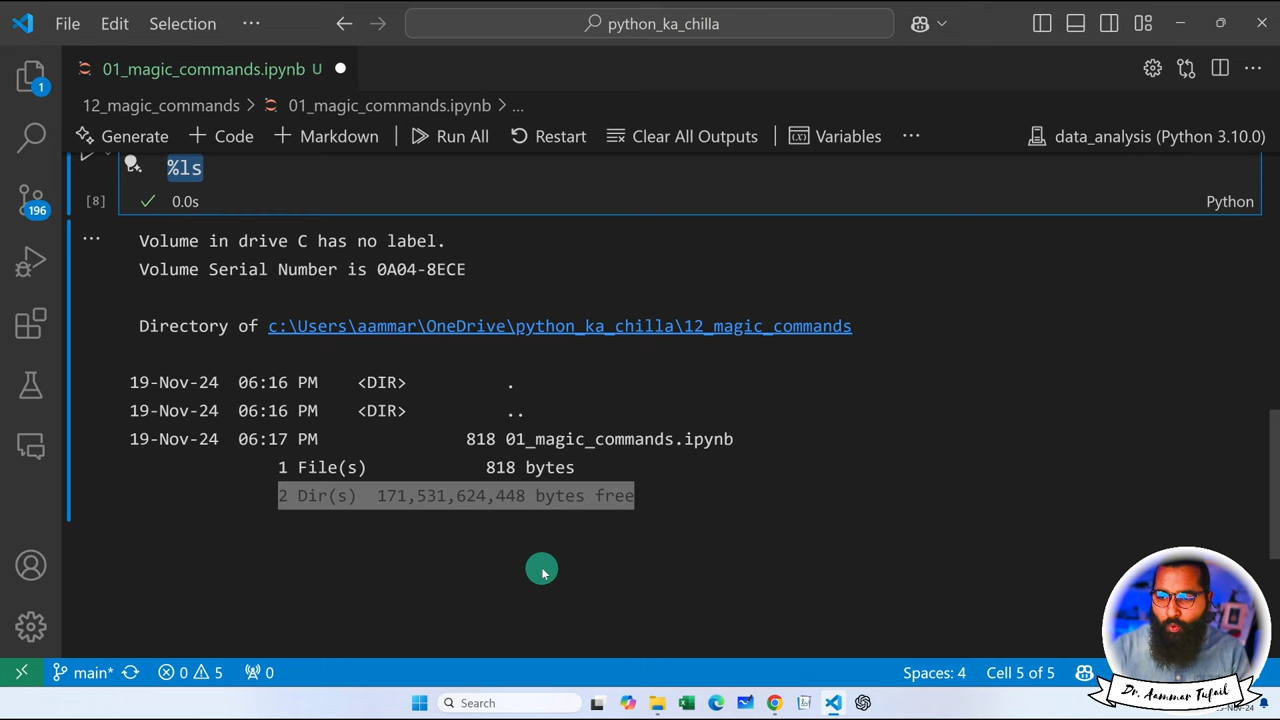 File Edit Selection ··· python_ka_chilla
01_magic_commands.ipynb U
12_magic_commands > 01_magic_commands.ipynb > ...
Generate + Code + Markdown Run All Restart Clear All Outputs Variables ··· data_analysis (Python 3.10.0)
1
196
%ls
[8] 0.0s Python
Volume in drive C has no label.
Volume Serial Number is 0A04-8ECE
Directory of c:\Users\aammar\OneDrive\python_ka_chilla\12_magic_commands
19-Nov-24 06:16 PM <DIR> .
19-Nov-24 06:16 PM <DIR> ..
19-Nov-24 06:17 PM 818 01_magic_commands.ipynb
1 File(s) 818 bytes
2 Dir(s) 171,531,624,448 bytes free
main* 0 5 0 Spaces: 4 Cell 5 of 5
Dr. Aammar Tufail
Search